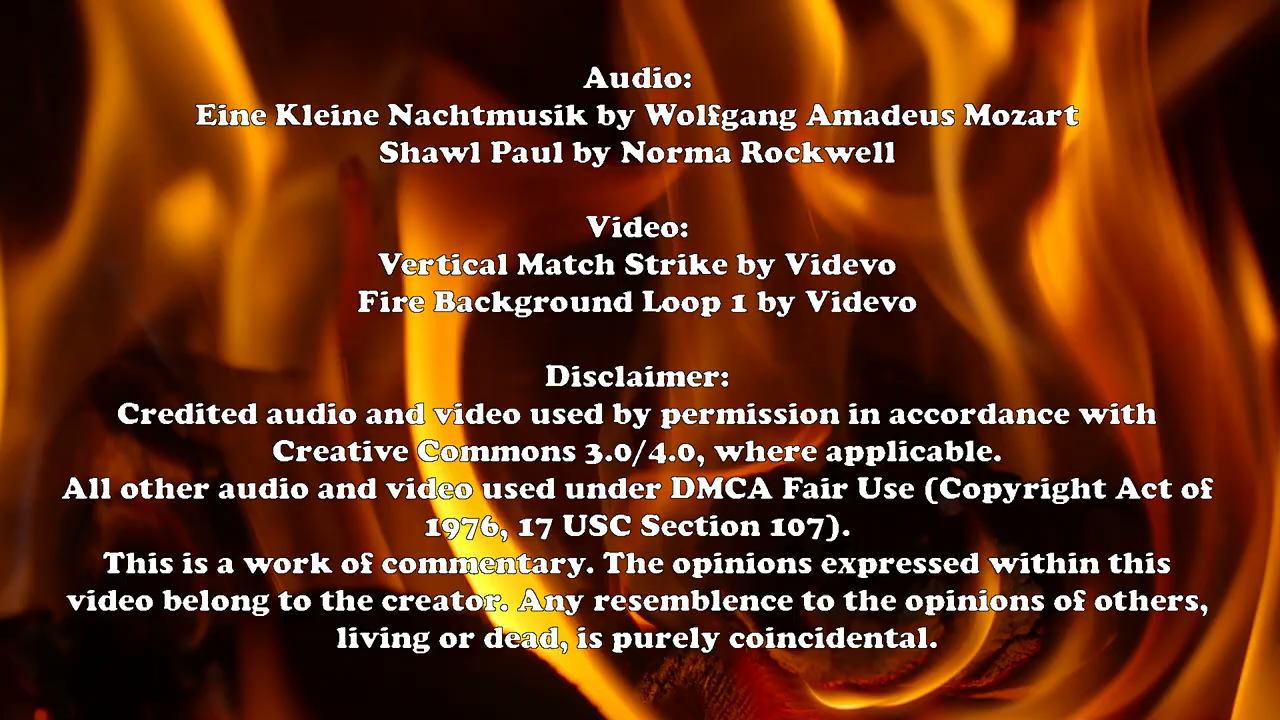 Audio:
Eine Kleine Nachtmusik by Wolfgang Amadeus Mozart
Shawl Paul by Norma Rockwell
Video:
Vertical Match Strike by Videvo
Fire Background Loop 1 by Videvo
Disclaimer:
Credited audio and video used by permission in accordance with
Creative Commons 3.0/4.0, where applicable.
All other audio and video used under DMCA Fair Use (Copyright Act of
1976, 17 USC Section 107).
This is a work of commentary. The opinions expressed within this
video belong to the creator. Any resemblence to the opinions of others,
living or dead, is purely coincidental.